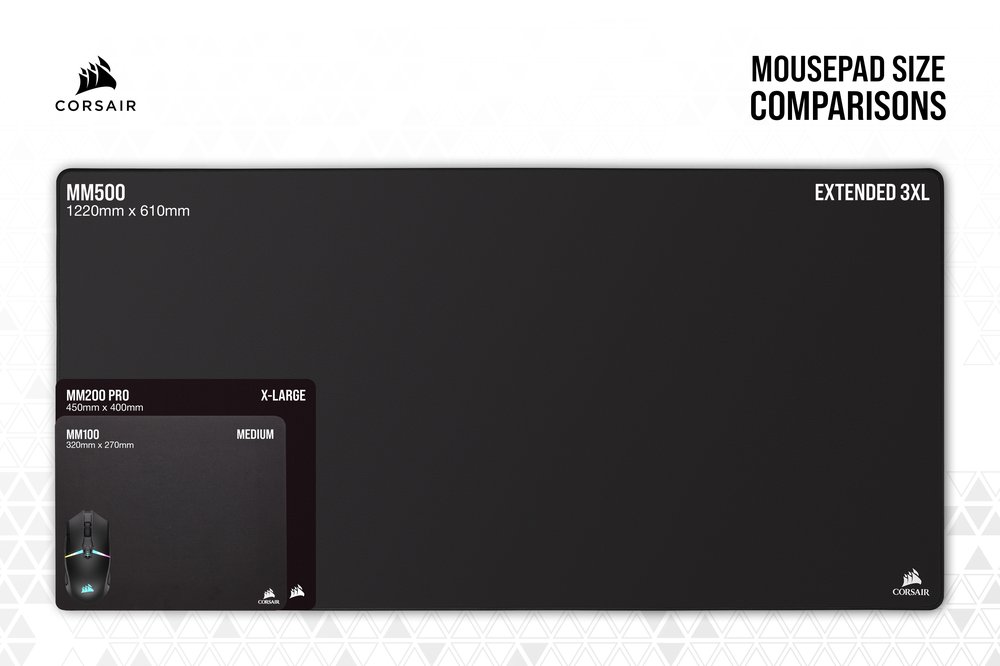 CORSAIR
MOUSEPAD SIZE
COMPARISONS
MM500
1220mm x 610mm
EXTENDED 3XL
MM200 PRO
450mm x 400mm
X-LARGE
MM100
320mm x 270mm
MEDIUM
CORSAIR
CORSAIR